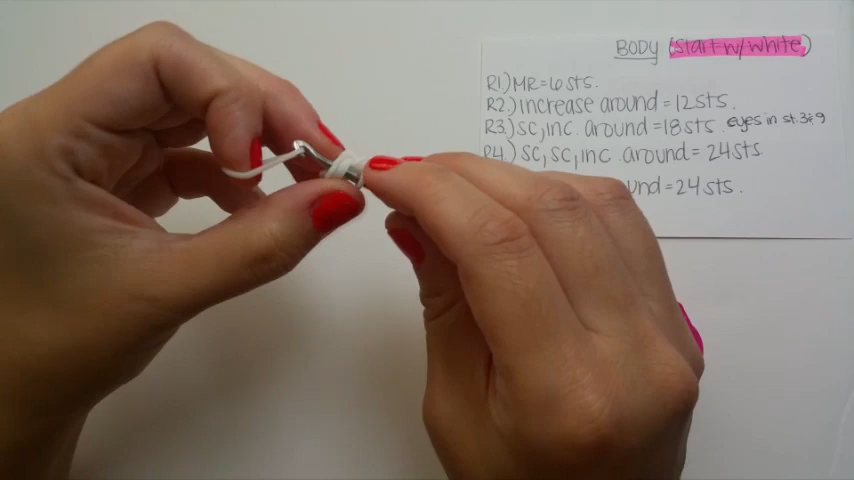 BODY (start w/ white)
R1.) MR = 6 sts.
R2.) increase around = 12 sts.
R3.) sc, inc. around = 18 sts. eyes in st. 3 & 9
R4.) sc, sc, inc. around = 24 sts
und = 24 sts.